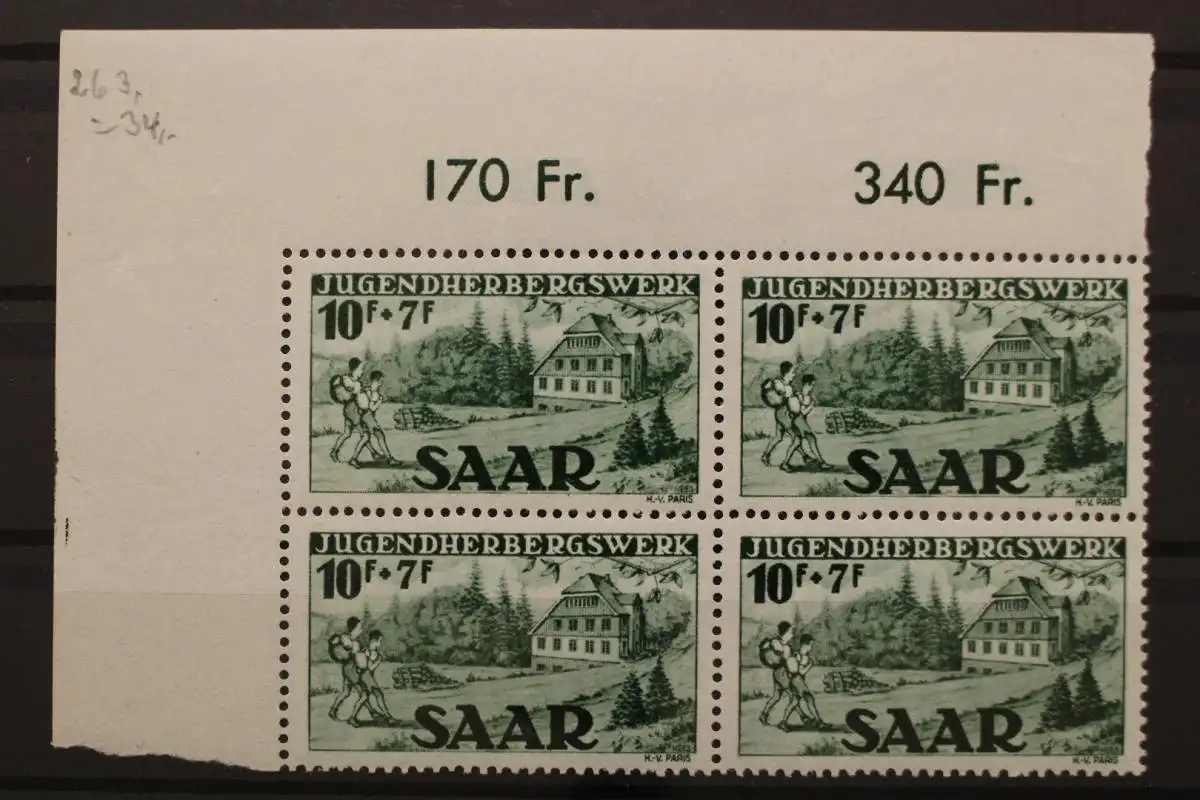 263,
=34,-
170 Fr. 340 Fr.
JUGENDHERBERGSWERK JUGENDHERBERGSWERK
10F+7F 10F+7F
SAAR SAAR
H.-V. PARIS H.-V. PARIS
JUGENDHERBERGSWERK JUGENDHERBERGSWERK
10F+7F 10F+7F
SAAR SAAR
H.-V. PARIS H.-V. PARIS